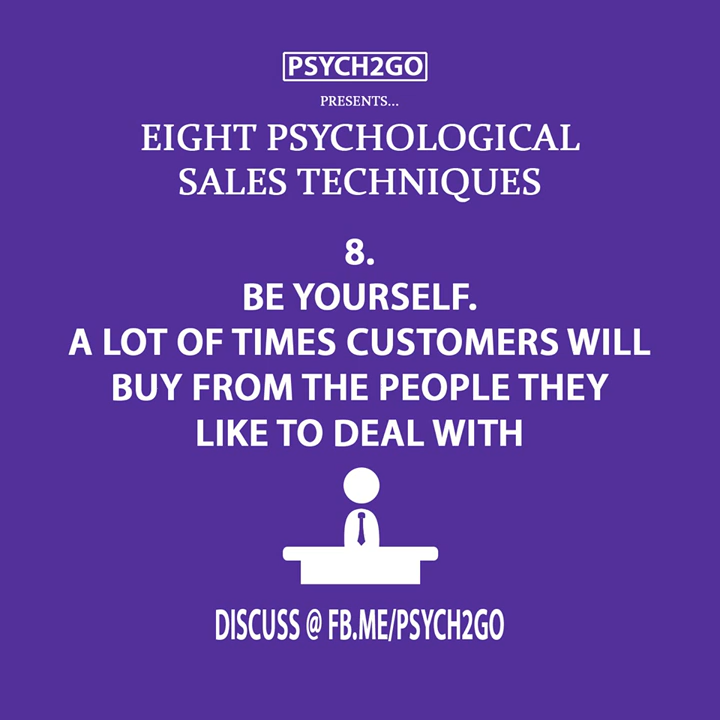 PSYCH2GO
PRESENTS...
EIGHT PSYCHOLOGICAL
SALES TECHNIQUES
8.
BE YOURSELF.
A LOT OF TIMES CUSTOMERS WILL
BUY FROM THE PEOPLE THEY
LIKE TO DEAL WITH
DISCUSS @ FB.ME/PSYCH2GO